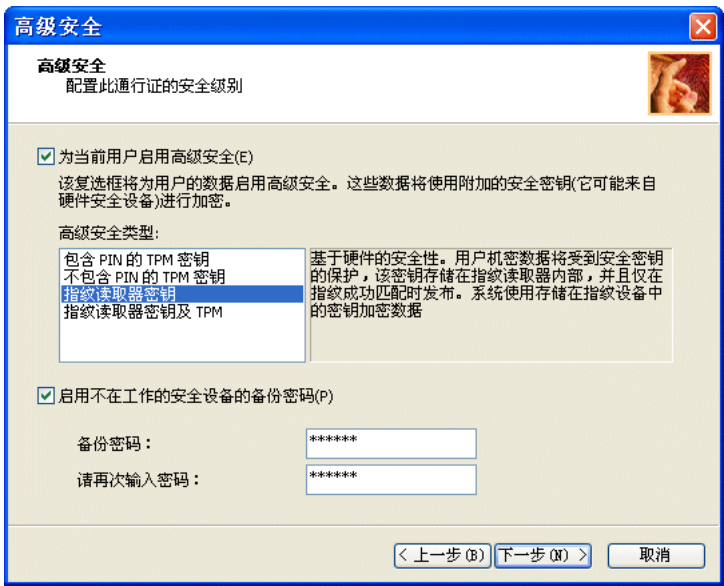 高级安全
高级安全
配置此通行证的安全级别
为当前用户启用高级安全(E)
该复选框将为用户的数据启用高级安全。这些数据将使用附加的安全密钥(它可能来自
硬件安全设备)进行加密。
高级安全类型:
包含 PIN 的 TPM 密钥
不包含 PIN 的 TPM 密钥
指纹读取器密钥
指纹读取器密钥及 TPM
基于硬件的安全性。用户机密数据将受到安全密钥
的保护，该密钥存储在指纹读取器内部，并且仅在
指纹成功匹配时发布。系统使用存储在指纹设备中
的密钥加密数据
启用不在工作的安全设备的备份密码(P)
备份密码：
******
请再次输入密码：
******
< 上一步(B)
下一步(N) >
取消